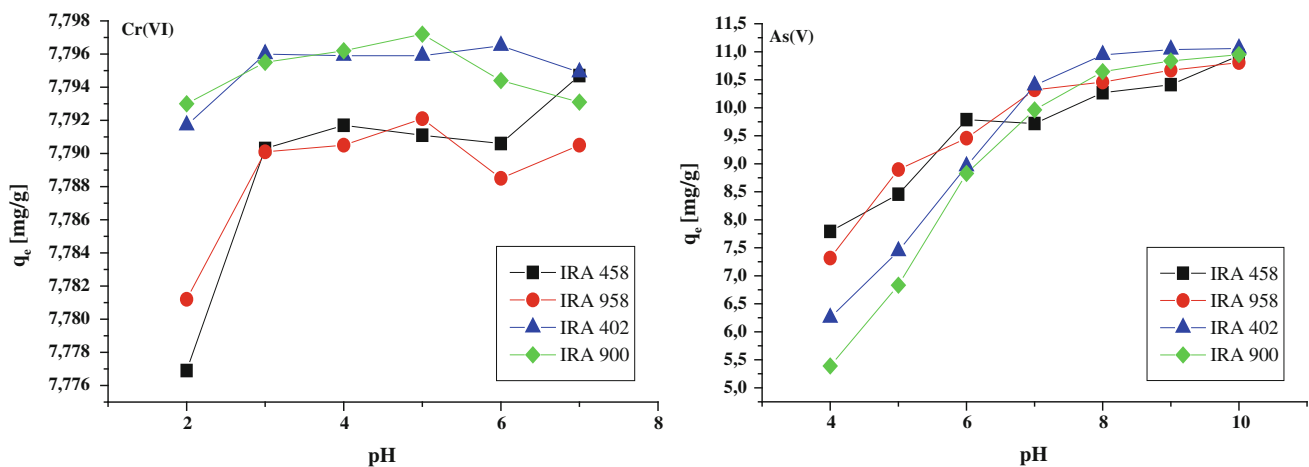 Cr(VI)
7,798
7,796
7,794
7,792
7,790
7,788
7,786
7,784
7,782
7,780
7,778
7,776
q_e [mg/g]
2
4
6
8
pH
IRA 458
IRA 958
IRA 402
IRA 900
As(V)
11,5
11,0
10,5
10,0
9,5
9,0
8,5
8,0
7,5
7,0
6,5
6,0
5,5
5,0
q_e [mg/g]
4
6
8
10
pH
IRA 458
IRA 958
IRA 402
IRA 900